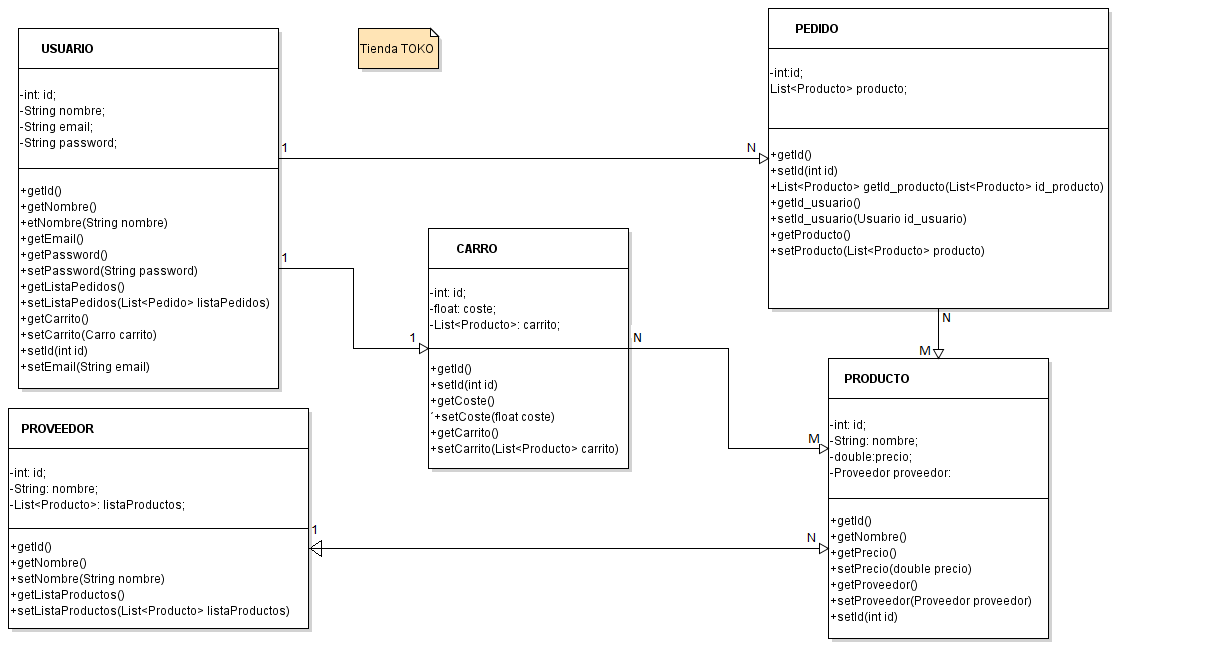 USUARIO
-int: id;
-String nombre;
-String email;
-String password;
+getId()
+getNombre()
+etNombre(String nombre)
+getEmail()
+getPassword()
+setPassword(String password)
+getListaPedidos()
+setListaPedidos(List<Pedido> listaPedidos)
+getCarrito()
+setCarrito(Carro carrito)
+setId(int id)
+setEmail(String email)
Tienda TOKO
PEDIDO
-int:id;
List<Producto> producto;
+getId()
+setId(int id)
+List<Producto> getId_producto(List<Producto> id_producto)
+getId_usuario()
+setId_usuario(Usuario id_usuario)
+getProducto()
+setProducto(List<Producto> producto)
1
N
1
1
CARRO
-int: id;
-float: coste;
-List<Producto>: carrito;
+getId()
+setId(int id)
+getCoste()
´+setCoste(float coste)
+getCarrito()
+setCarrito(List<Producto> carrito)
N
M
N
M
PRODUCTO
-int: id;
-String: nombre;
-double:precio;
-Proveedor proveedor:
+getId()
+getNombre()
+getPrecio()
+setPrecio(double precio)
+getProveedor()
+setProveedor(Proveedor proveedor)
+setId(int id)
PROVEEDOR
-int: id;
-String: nombre;
-List<Producto>: listaProductos;
+getId()
+getNombre()
+setNombre(String nombre)
+getListaProductos()
+setListaProductos(List<Producto> listaProductos)
1
N